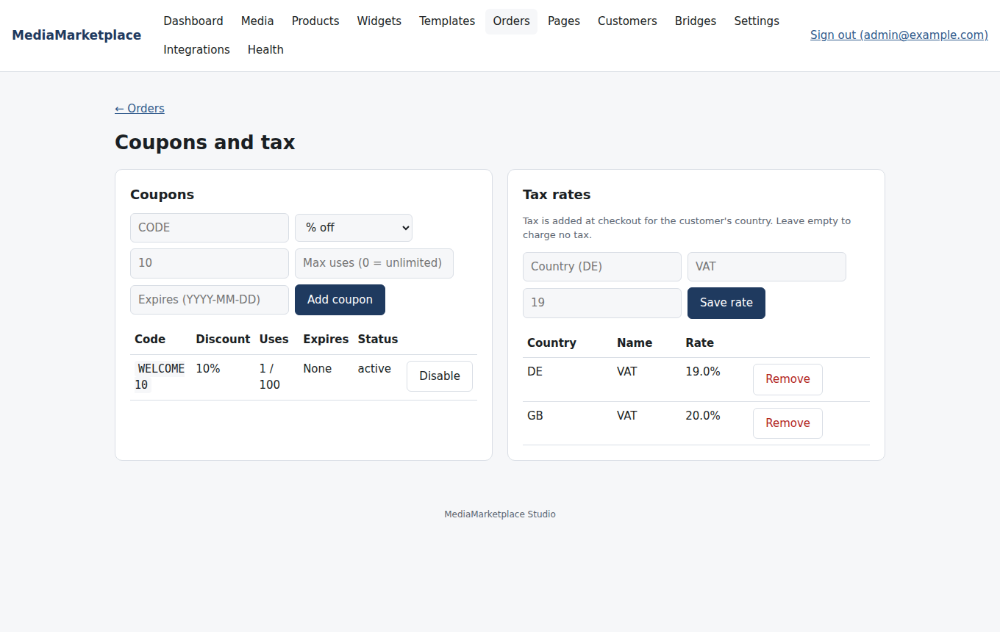 MediaMarketplace
Dashboard Media Products Widgets Templates Orders Pages Customers Bridges Settings
Integrations Health
Sign out (admin@example.com)
← Orders
Coupons and tax
Coupons
CODE % off
10 Max uses (0 = unlimited)
Expires (YYYY-MM-DD) Add coupon
Code Discount Uses Expires Status
WELCOME 10% 1 / None active Disable
10 100
Tax rates
Tax is added at checkout for the customer's country. Leave empty to
charge no tax.
Country (DE) VAT
19 Save rate
Country Name Rate
DE VAT 19.0% Remove
GB VAT 20.0% Remove
MediaMarketplace Studio